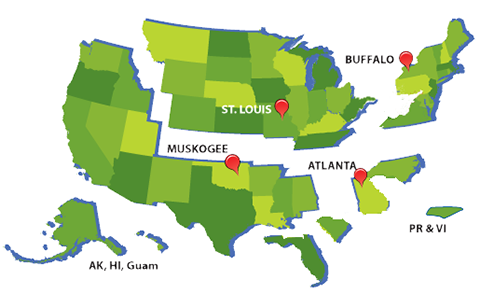 BUFFALO
ST. LOUIS
MUSKOGEE
ATLANTA
PR & VI
AK, HI, Guam